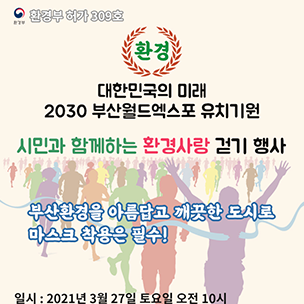 환경부
환경부 허가 309호
환경
대한민국의 미래
2030 부산월드엑스포 유치기원
시민과 함께하는 환경사랑 걷기 행사
부산환경을 아름답고 깨끗한 도시로
마스크 착용은 필수!
일시 : 2021년 3월 27일 토요일 오전 10시